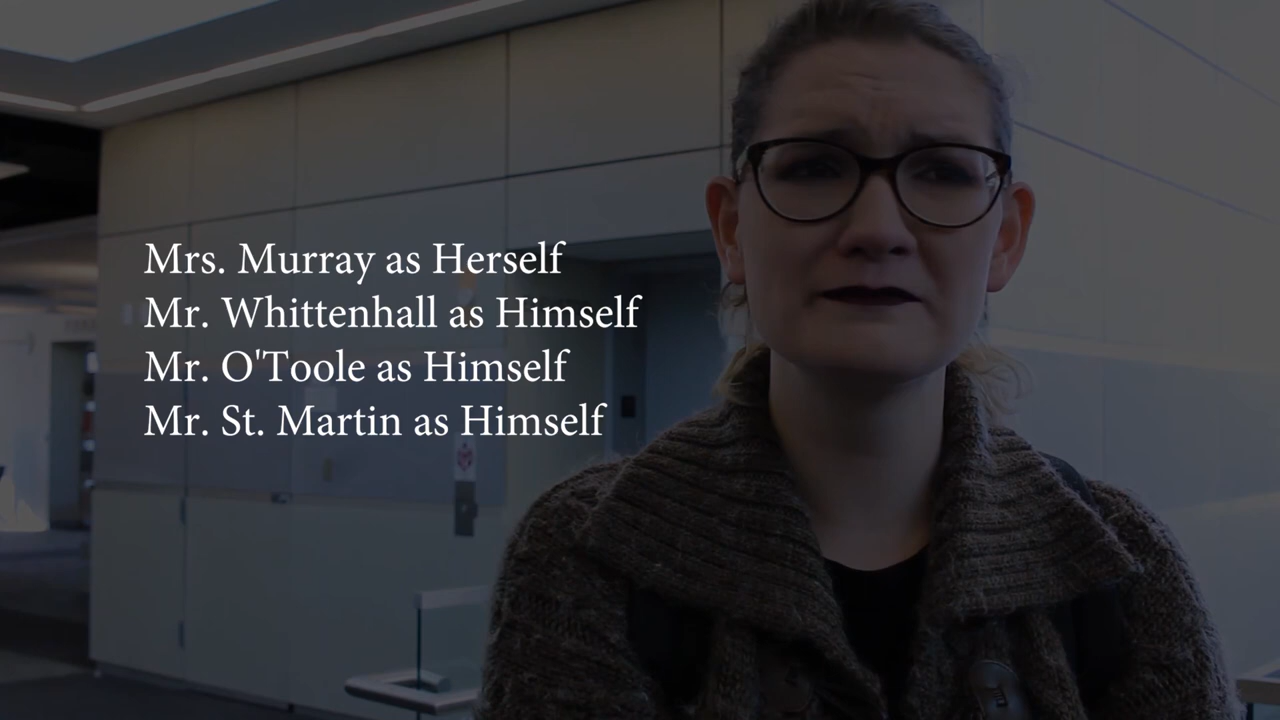 Mrs. Murray as Herself
Mr. Whittenhall as Himself
Mr. O'Toole as Himself
Mr. St. Martin as Himself